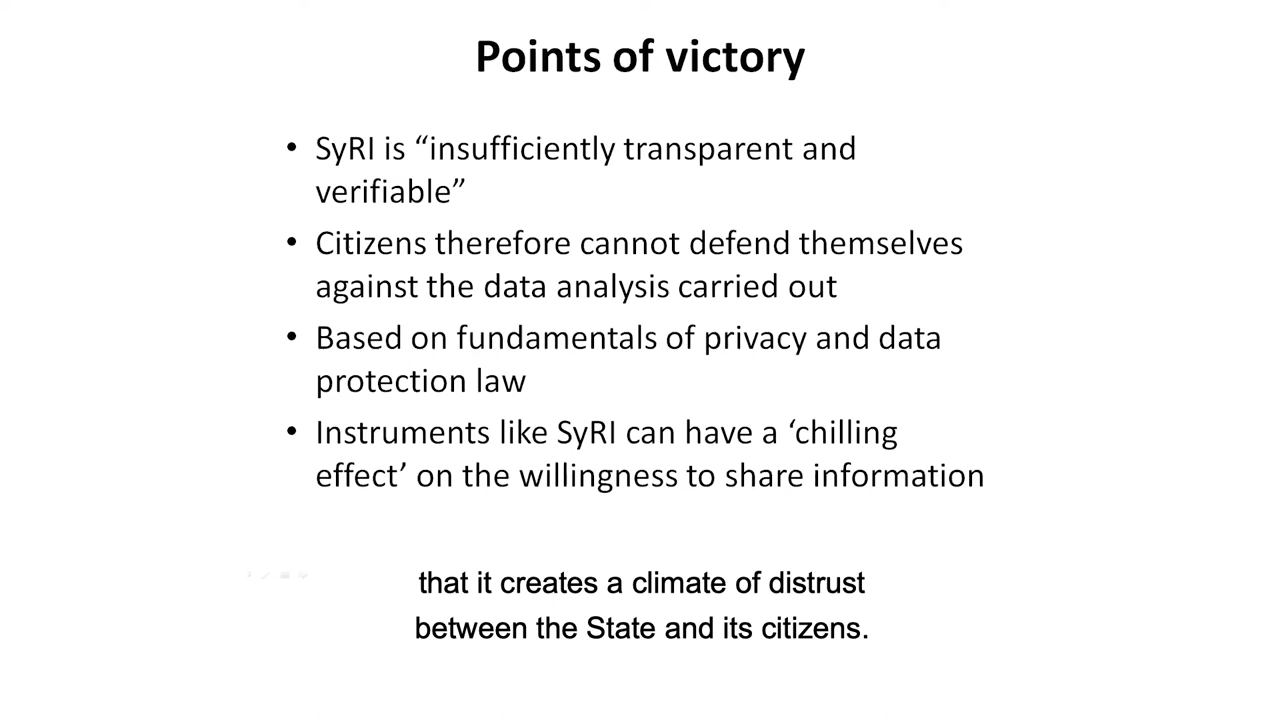 Points of victory
• SyRI is “insufficiently transparent and
verifiable”
• Citizens therefore cannot defend themselves
against the data analysis carried out
• Based on fundamentals of privacy and data
protection law
• Instruments like SyRI can have a ‘chilling
effect’ on the willingness to share information
that it creates a climate of distrust
between the State and its citizens.